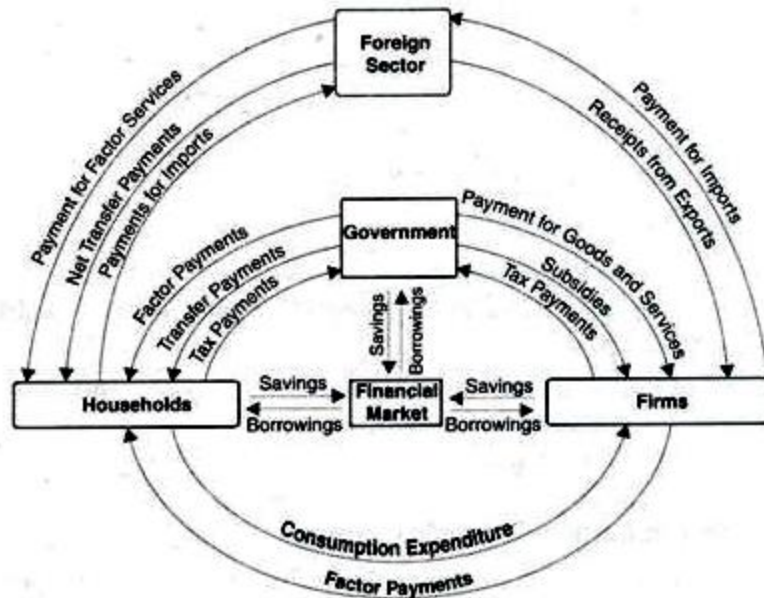 Foreign
Sector
Payment for Factor Services
Net Transfer Payments
Payments for Imports
Receipts from Exports
Payment for Imports
Government
Factor Payments
Transfer Payments
Tax Payments
Payment for Goods and Services
Subsidies
Tax Payments
Savings
Borrowings
Households
Savings
Borrowings
Financial
Market
Savings
Borrowings
Firms
Consumption Expenditure
Factor Payments